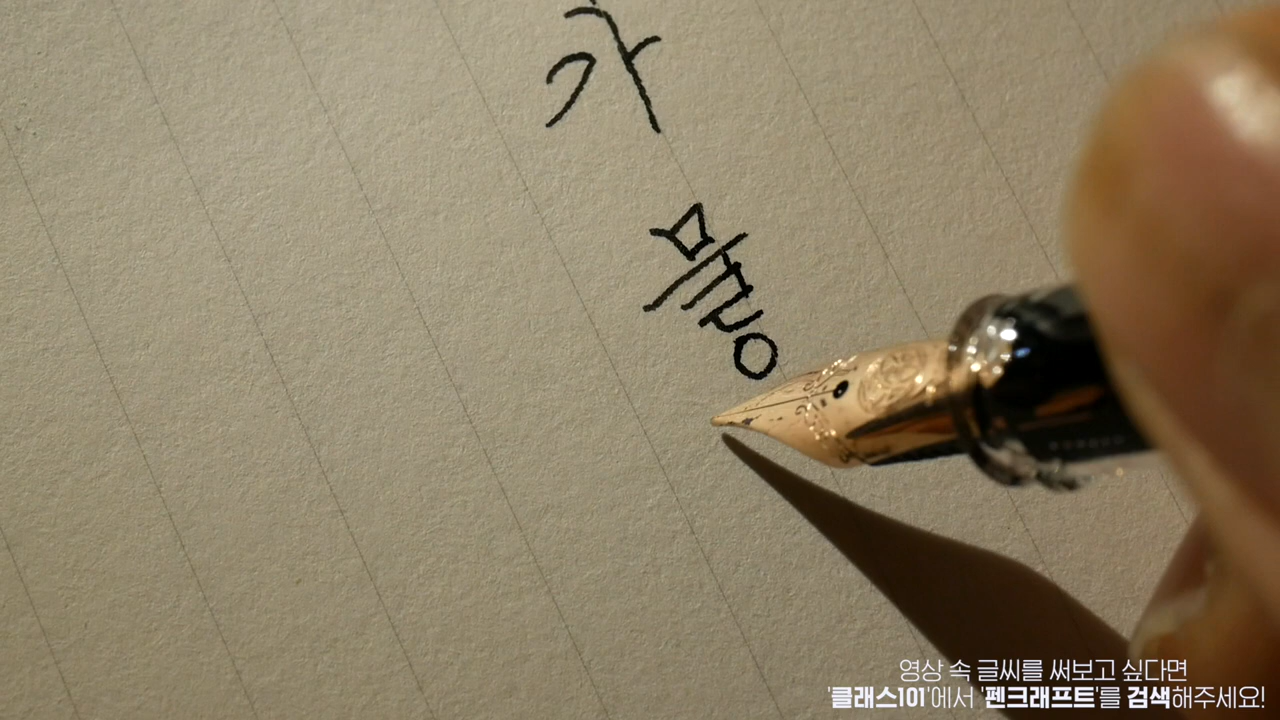 가 물ㅇ
영상 속 글씨를 써보고 싶다면
'클래스101'에서 '펜크래프트'를 검색해주세요!